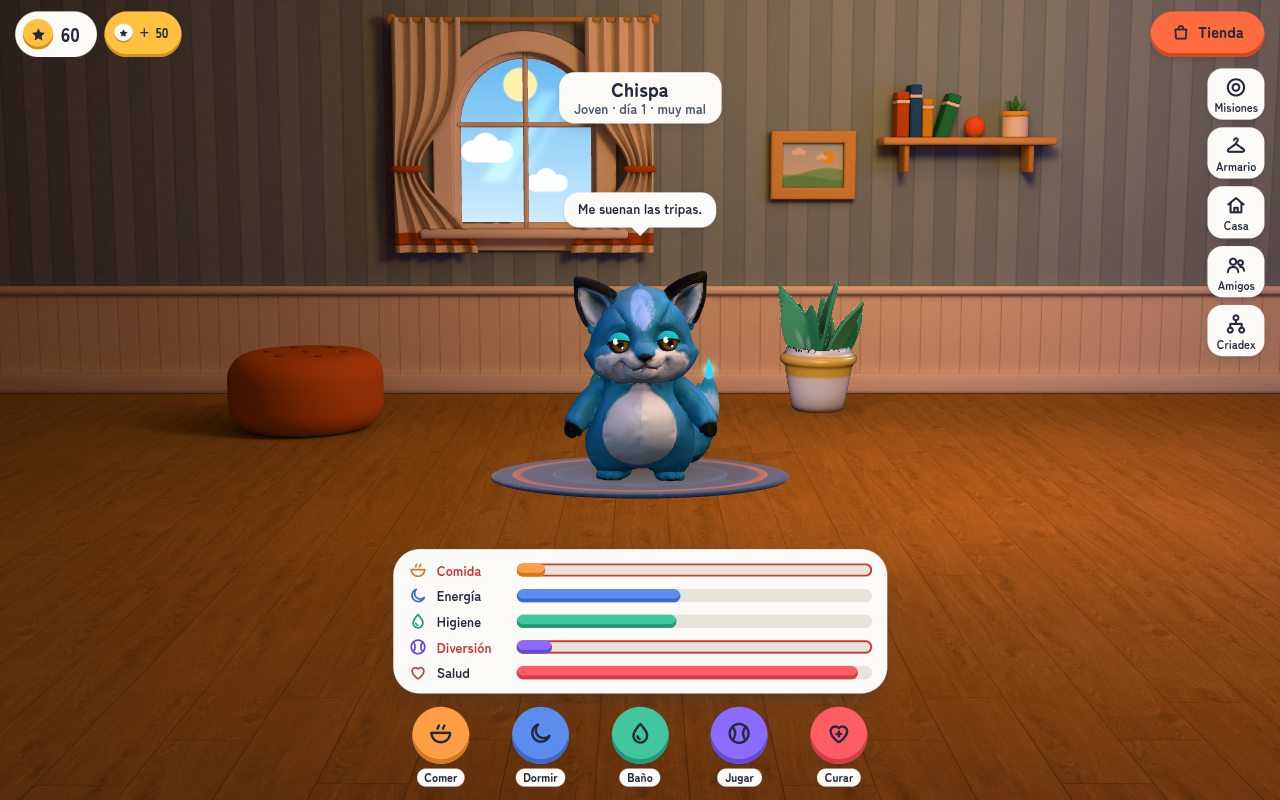 60
+ 50
Tienda
Chispa
Joven · día 1 · muy mal
Misiones
Armario
Me suenan las tripas.
Casa
Amigos
Criadex
Comida
Energía
Higiene
Diversión
Salud
Comer
Dormir
Baño
Jugar
Curar